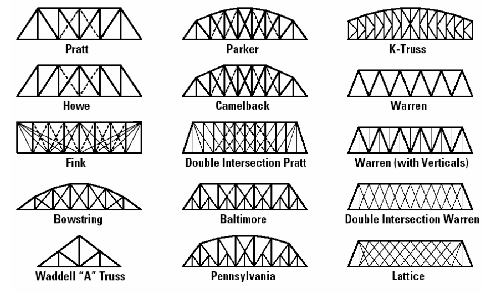 Pratt
Parker
K-Truss
Howe
Camelback
Warren
Fink
Double Intersection Pratt
Warren (with Verticals)
Bowstring
Baltimore
Double Intersection Warren
Waddell "A" Truss
Pennsylvania
Lattice